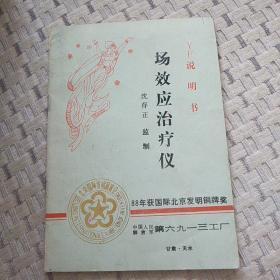 说明书
场效应治疗仪
沈存正 监制
88年获国际北京发明铜牌奖
中国人民
解放军
第六九一三工厂
甘肃·天水